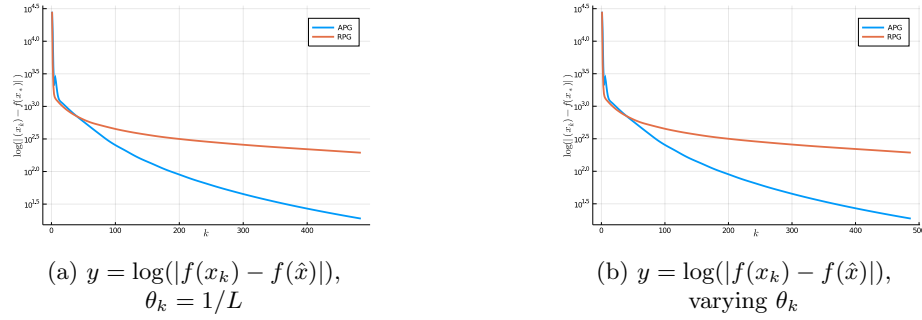 10^4.5
10^4.0
10^3.5
10^3.0
10^2.5
10^2.0
10^1.5
log(|(x_k) − f(x_*)|)
APG
RPG
0 100 200 300 400
k
10^4.5
10^4.0
10^3.5
10^3.0
10^2.5
10^2.0
10^1.5
log(|(x_k) − f(x_*)|)
APG
RPG
0 100 200 300 400 500
k
(a) y = log(|f(x_k) − f(x̂)|),
θ_k = 1/L
(b) y = log(|f(x_k) − f(x̂)|),
varying θ_k